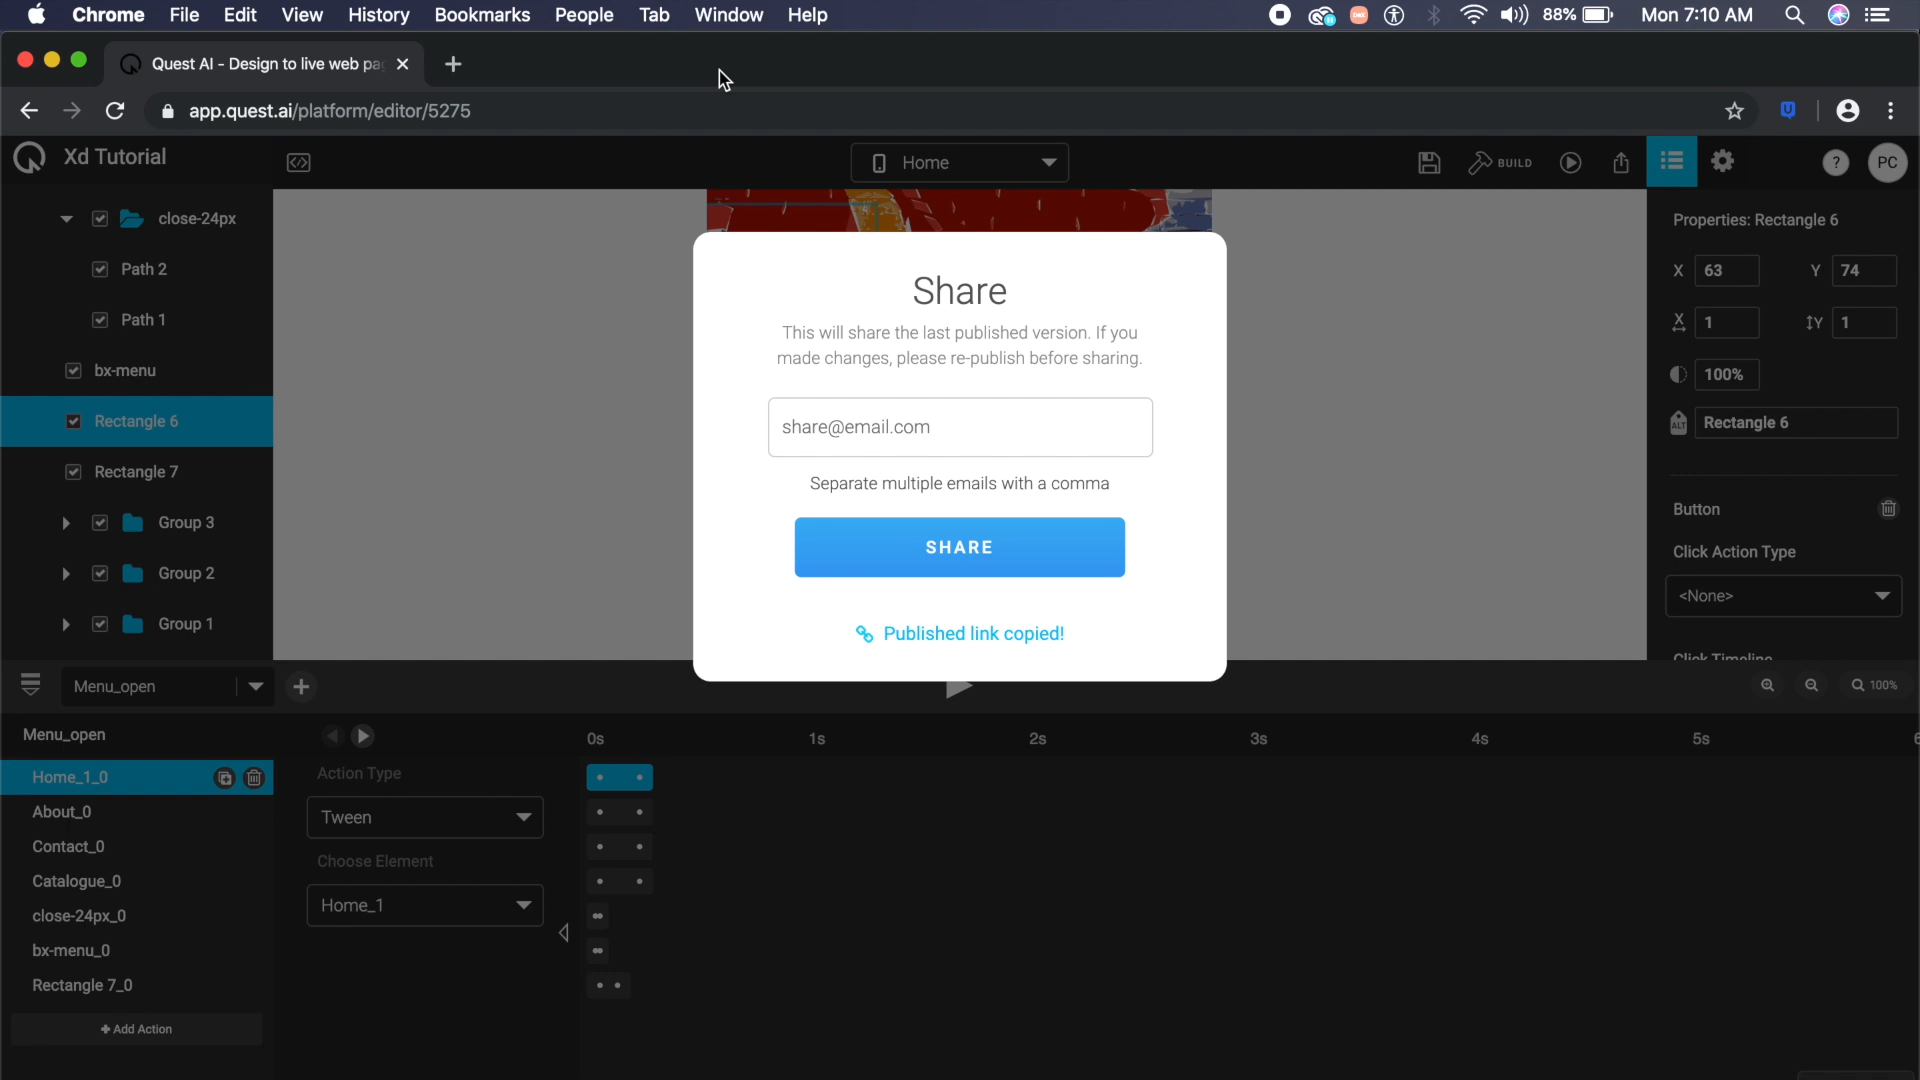 Chrome File Edit View History Bookmarks People Tab Window Help 88% Mon 7:10 AM
Quest AI - Design to live web pa
app.quest.ai/platform/editor/5275
Xd Tutorial Home BUILD ? PC
close-24px
Path 2
Path 1
bx-menu
Rectangle 6
Rectangle 7
Group 3
Group 2
Group 1
Share
This will share the last published version. If you
made changes, please re-publish before sharing.
share@email.com
Separate multiple emails with a comma
SHARE
Published link copied!
Properties: Rectangle 6
X 63 Y 74
X 1 Y 1
100%
ALT Rectangle 6
Button
Click Action Type
<None>
Click Timeline
Menu_open 100%
Menu_open
0s 1s 2s 3s 4s 5s
Home_1_0
About_0
Contact_0
Catalogue_0
close-24px_0
bx-menu_0
Rectangle 7_0
+ Add Action
Action Type
Tween
Choose Element
Home_1